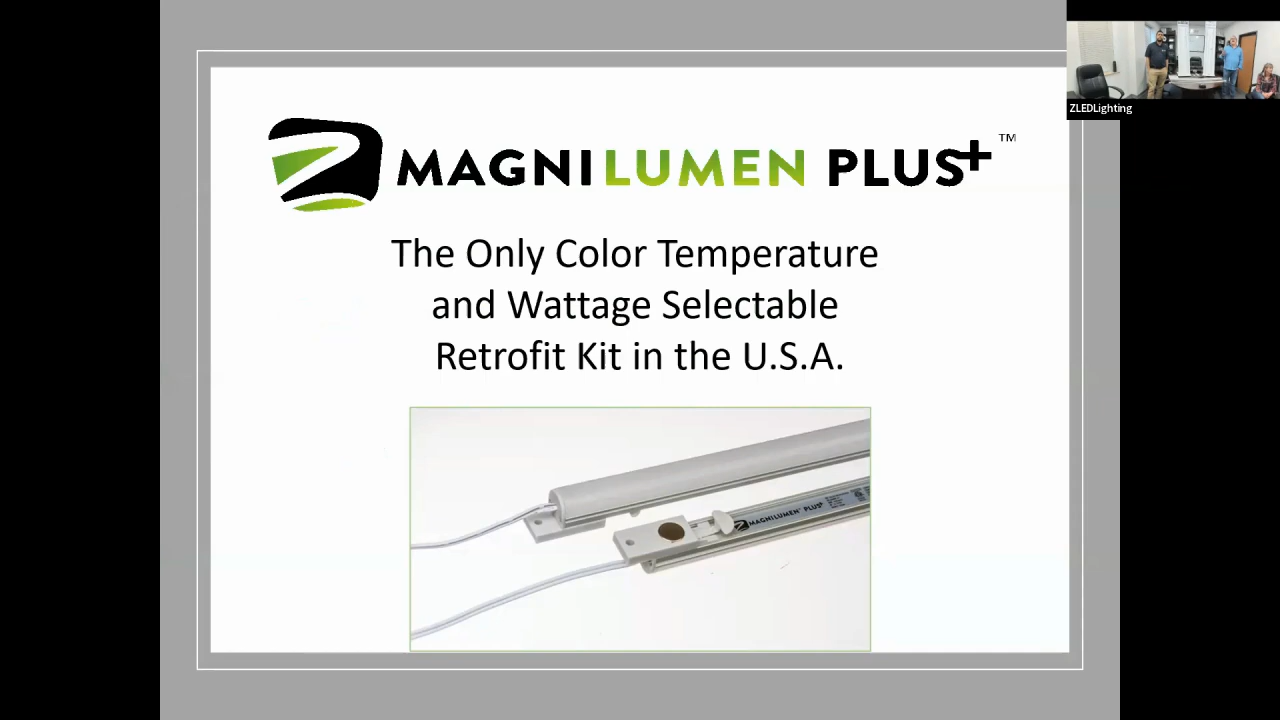 MAGNILUMEN PLUS+ ™
The Only Color Temperature
and Wattage Selectable
Retrofit Kit in the U.S.A.
MAGNILUMEN PLUS+
ZLEDLighting